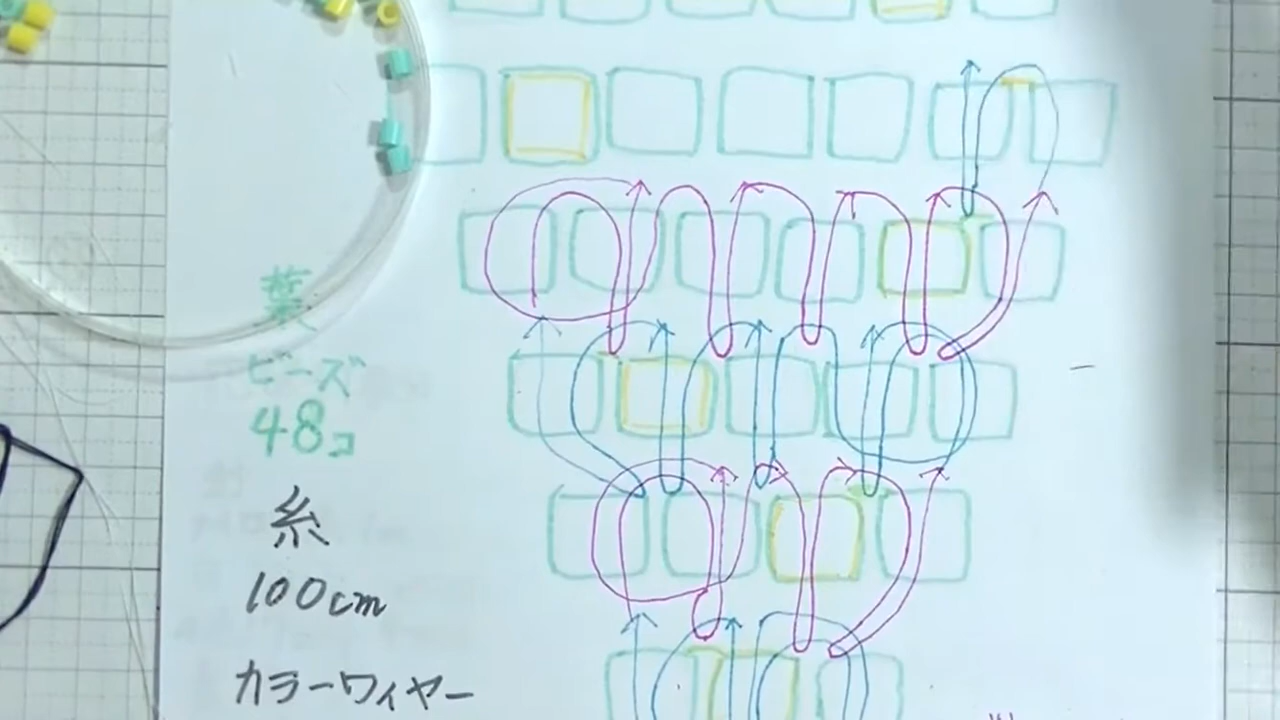 葉
ビーズ
48コ
糸
100cm
カラーワイヤー